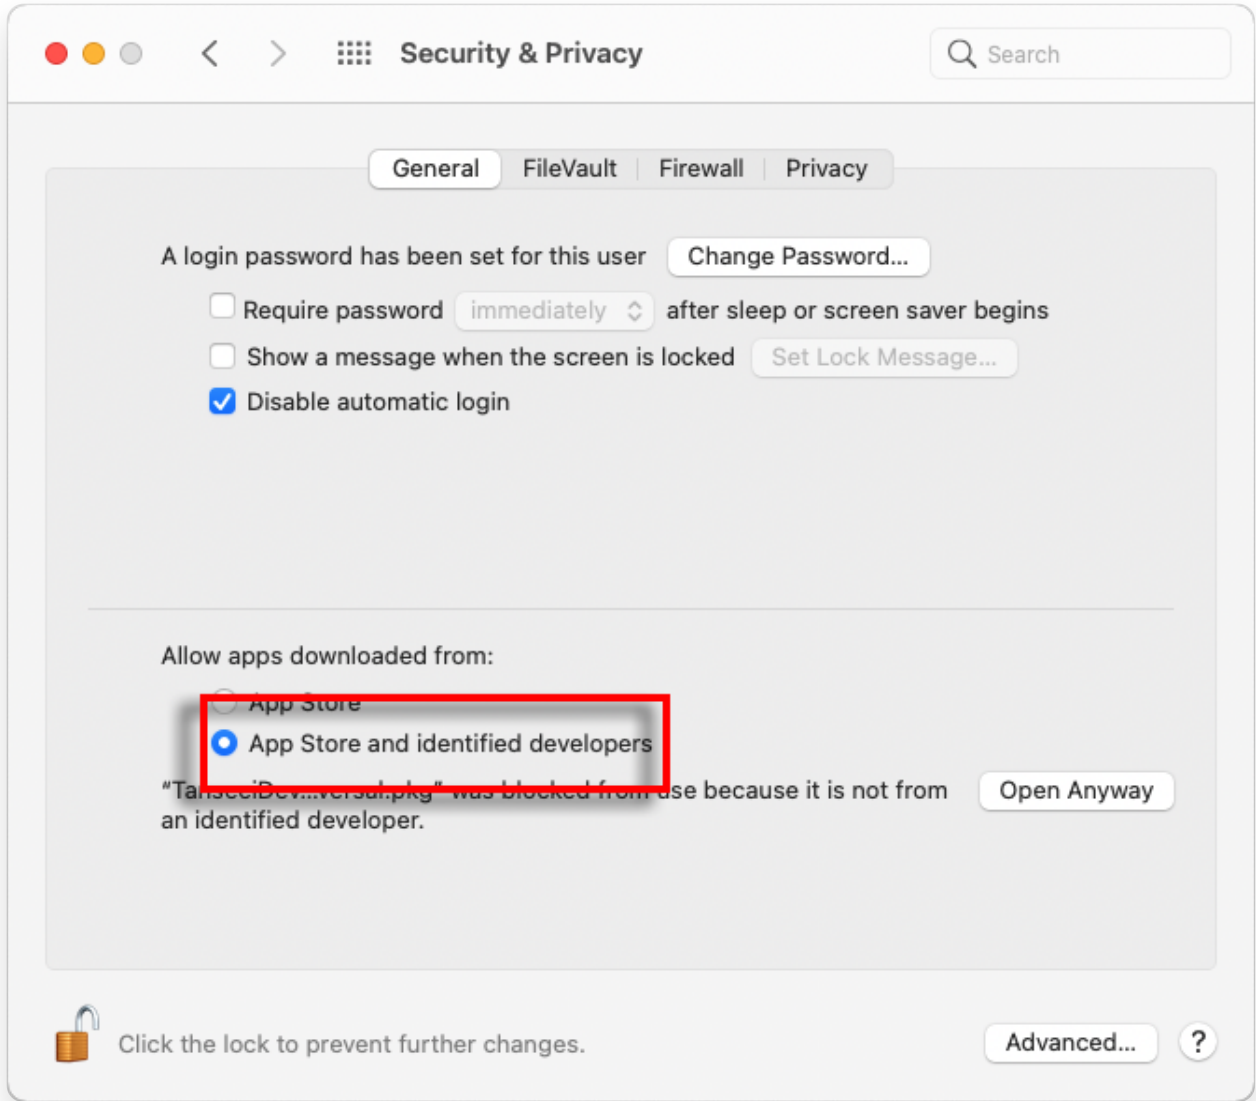 Security & Privacy
Search
General FileVault Firewall Privacy
A login password has been set for this user Change Password...
Require password immediately after sleep or screen saver begins
Show a message when the screen is locked Set Lock Message...
Disable automatic login
Allow apps downloaded from:
App Store
App Store and identified developers
was blocked from use because it is not from Open Anyway
an identified developer.
Click the lock to prevent further changes.
Advanced... ?